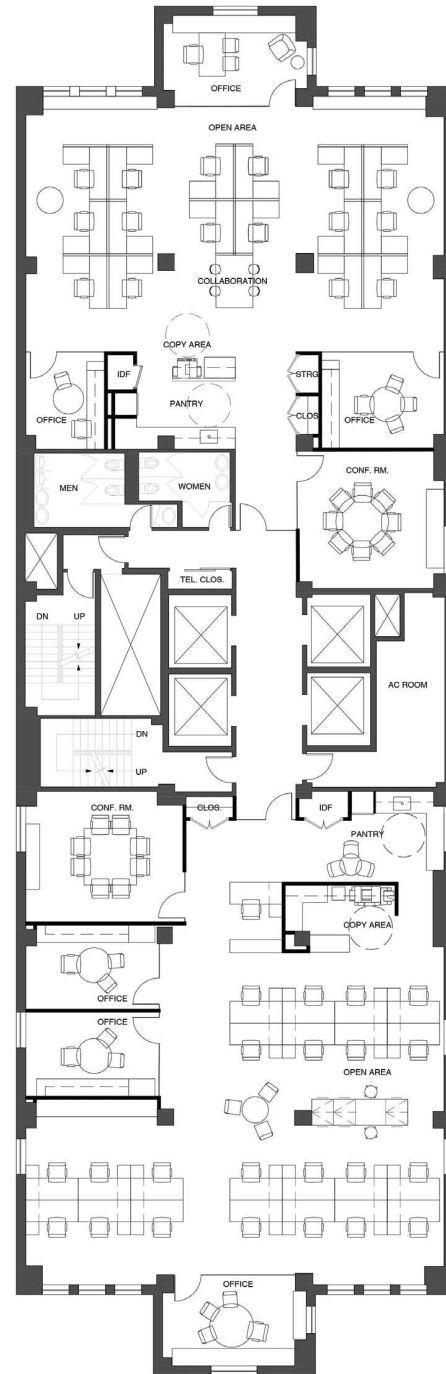 OFFICE
OPEN AREA
COLLABORATION
COPY AREA
IDF
STRG
PANTRY
CLOS
OFFICE
OFFICE
CONF. RM.
MEN
WOMEN
TEL. CLOS.
DN
UP
AC ROOM
DN
UP
CONF. RM.
CLOS.
IDF
PANTRY
COPY AREA
OFFICE
OFFICE
OPEN AREA
OFFICE